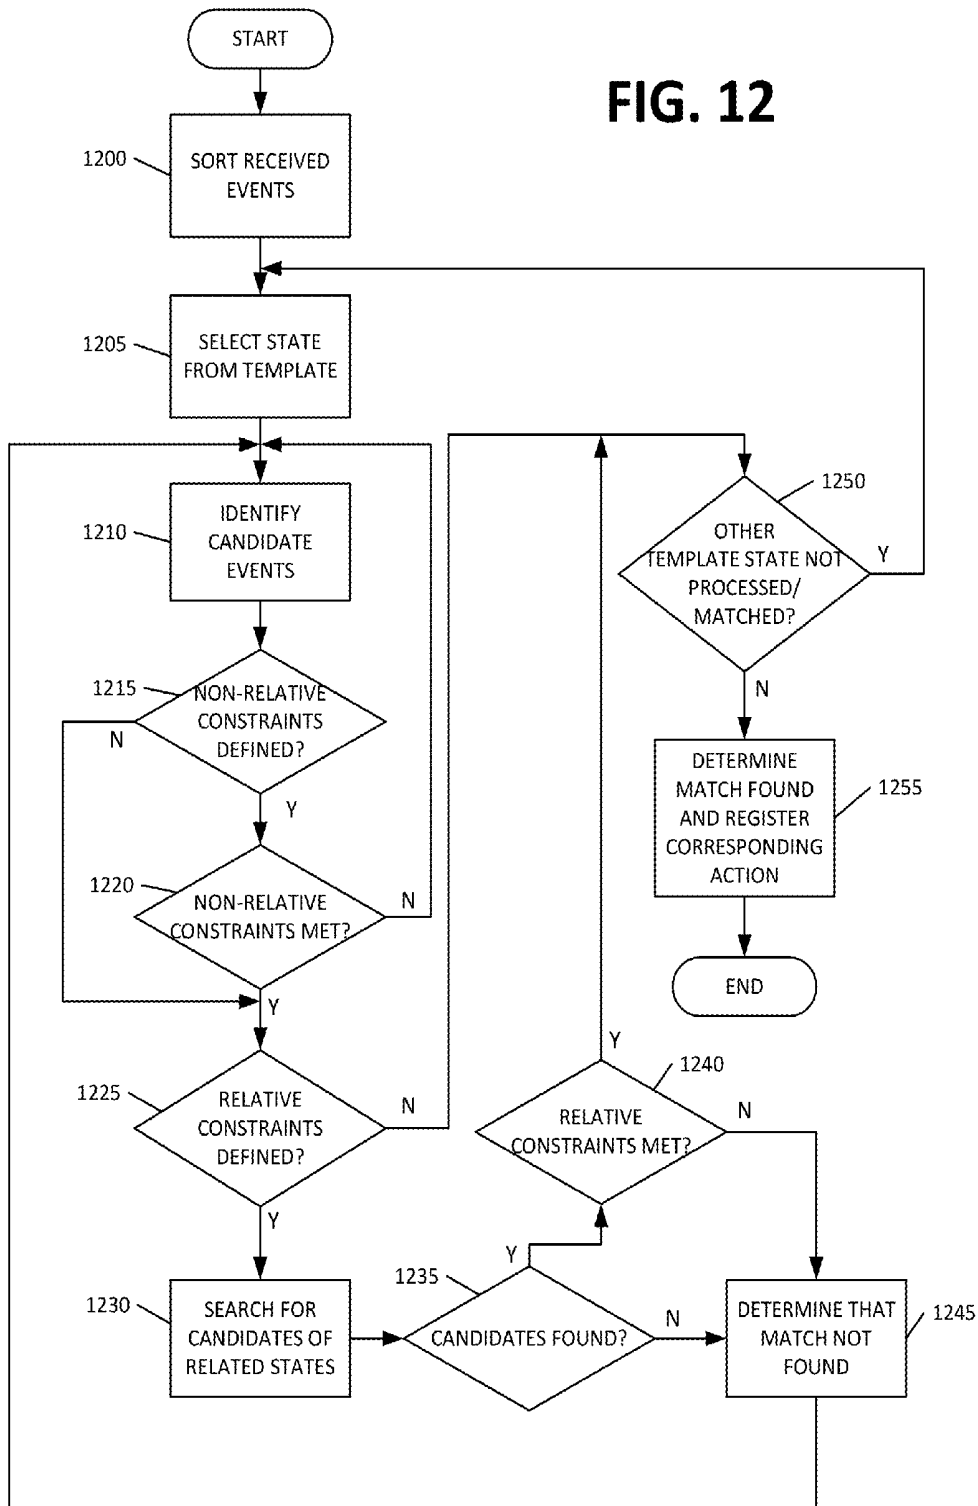 START
FIG. 12
1200
SORT RECEIVED
EVENTS
1205
SELECT STATE
FROM TEMPLATE
1210
IDENTIFY
CANDIDATE
EVENTS
1250
OTHER
TEMPLATE STATE NOT
PROCESSED/
MATCHED?
Y
N
1215
NON-RELATIVE
CONSTRAINTS
DEFINED?
N
Y
1255
DETERMINE
MATCH FOUND
AND REGISTER
CORRESPONDING
ACTION
1220
NON-RELATIVE
CONSTRAINTS MET?
N
Y
END
1225
RELATIVE
CONSTRAINTS
DEFINED?
N
Y
1240
RELATIVE
CONSTRAINTS MET?
Y
N
1230
SEARCH FOR
CANDIDATES OF
RELATED STATES
1235
CANDIDATES FOUND?
Y
N
1245
DETERMINE THAT
MATCH NOT
FOUND